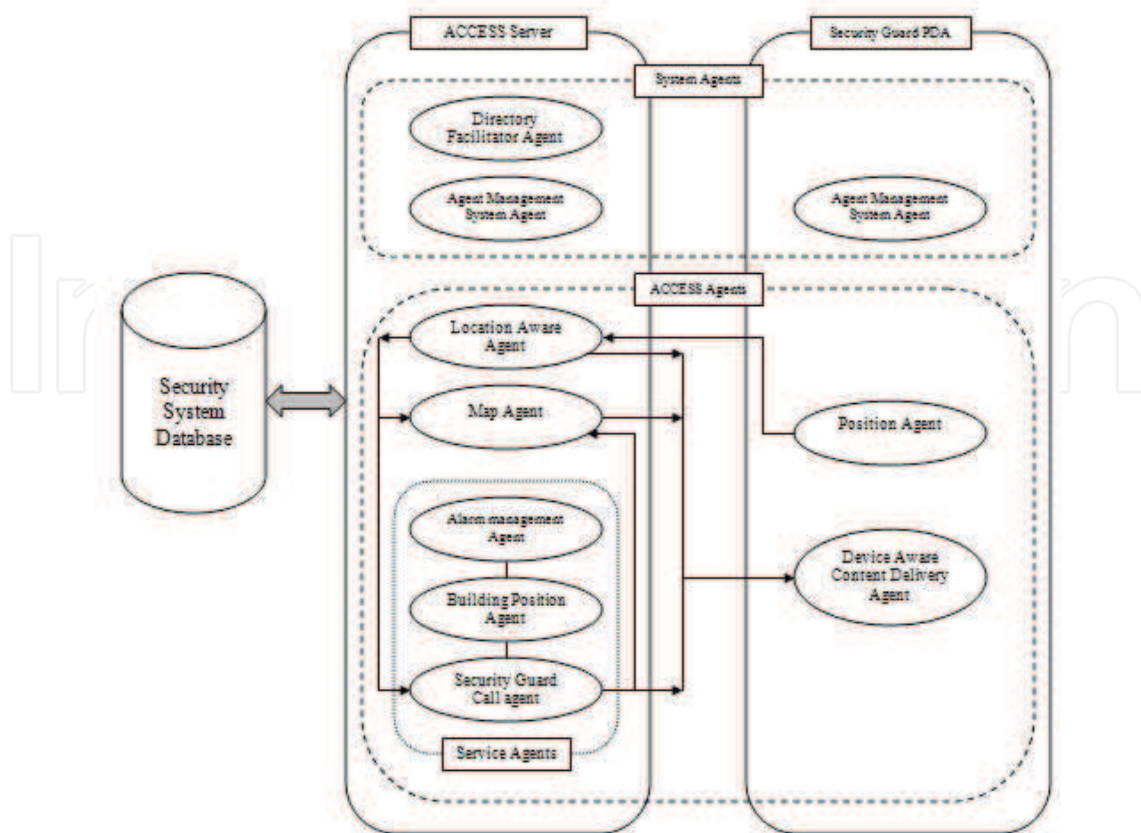 ACCESS Server
Security Guard PDA
System Agents
Directory
Facilitator Agent
Agent Management
System Agent
Agent Management
System Agent
ACCESS Agents
Location Aware
Agent
Map Agent
Security
System
Database
Position Agent
Alarm management
Agent
Building Position
Agent
Device Aware
Content Delivery
Agent
Security Guard
Call agent
Service Agents